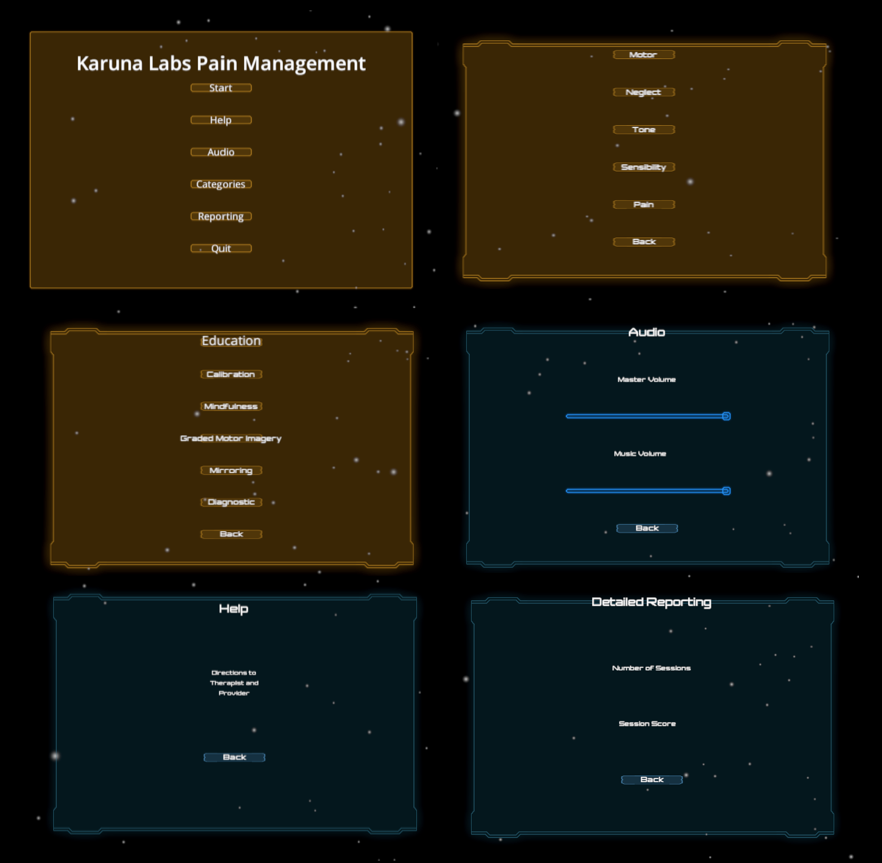 Karuna Labs Pain Management
Start
Help
Audio
Categories
Reporting
Quit
Motor
Neglect
Tone
Sensibility
Pain
Back
Education
Calibration
Mindfulness
Graded Motor Imagery
Mirroring
Diagnostic
Back
Audio
Master Volume
Music Volume
Back
Help
Directions to
Therapist and
Provider
Back
Detailed Reporting
Number of Sessions
Session Score
Back